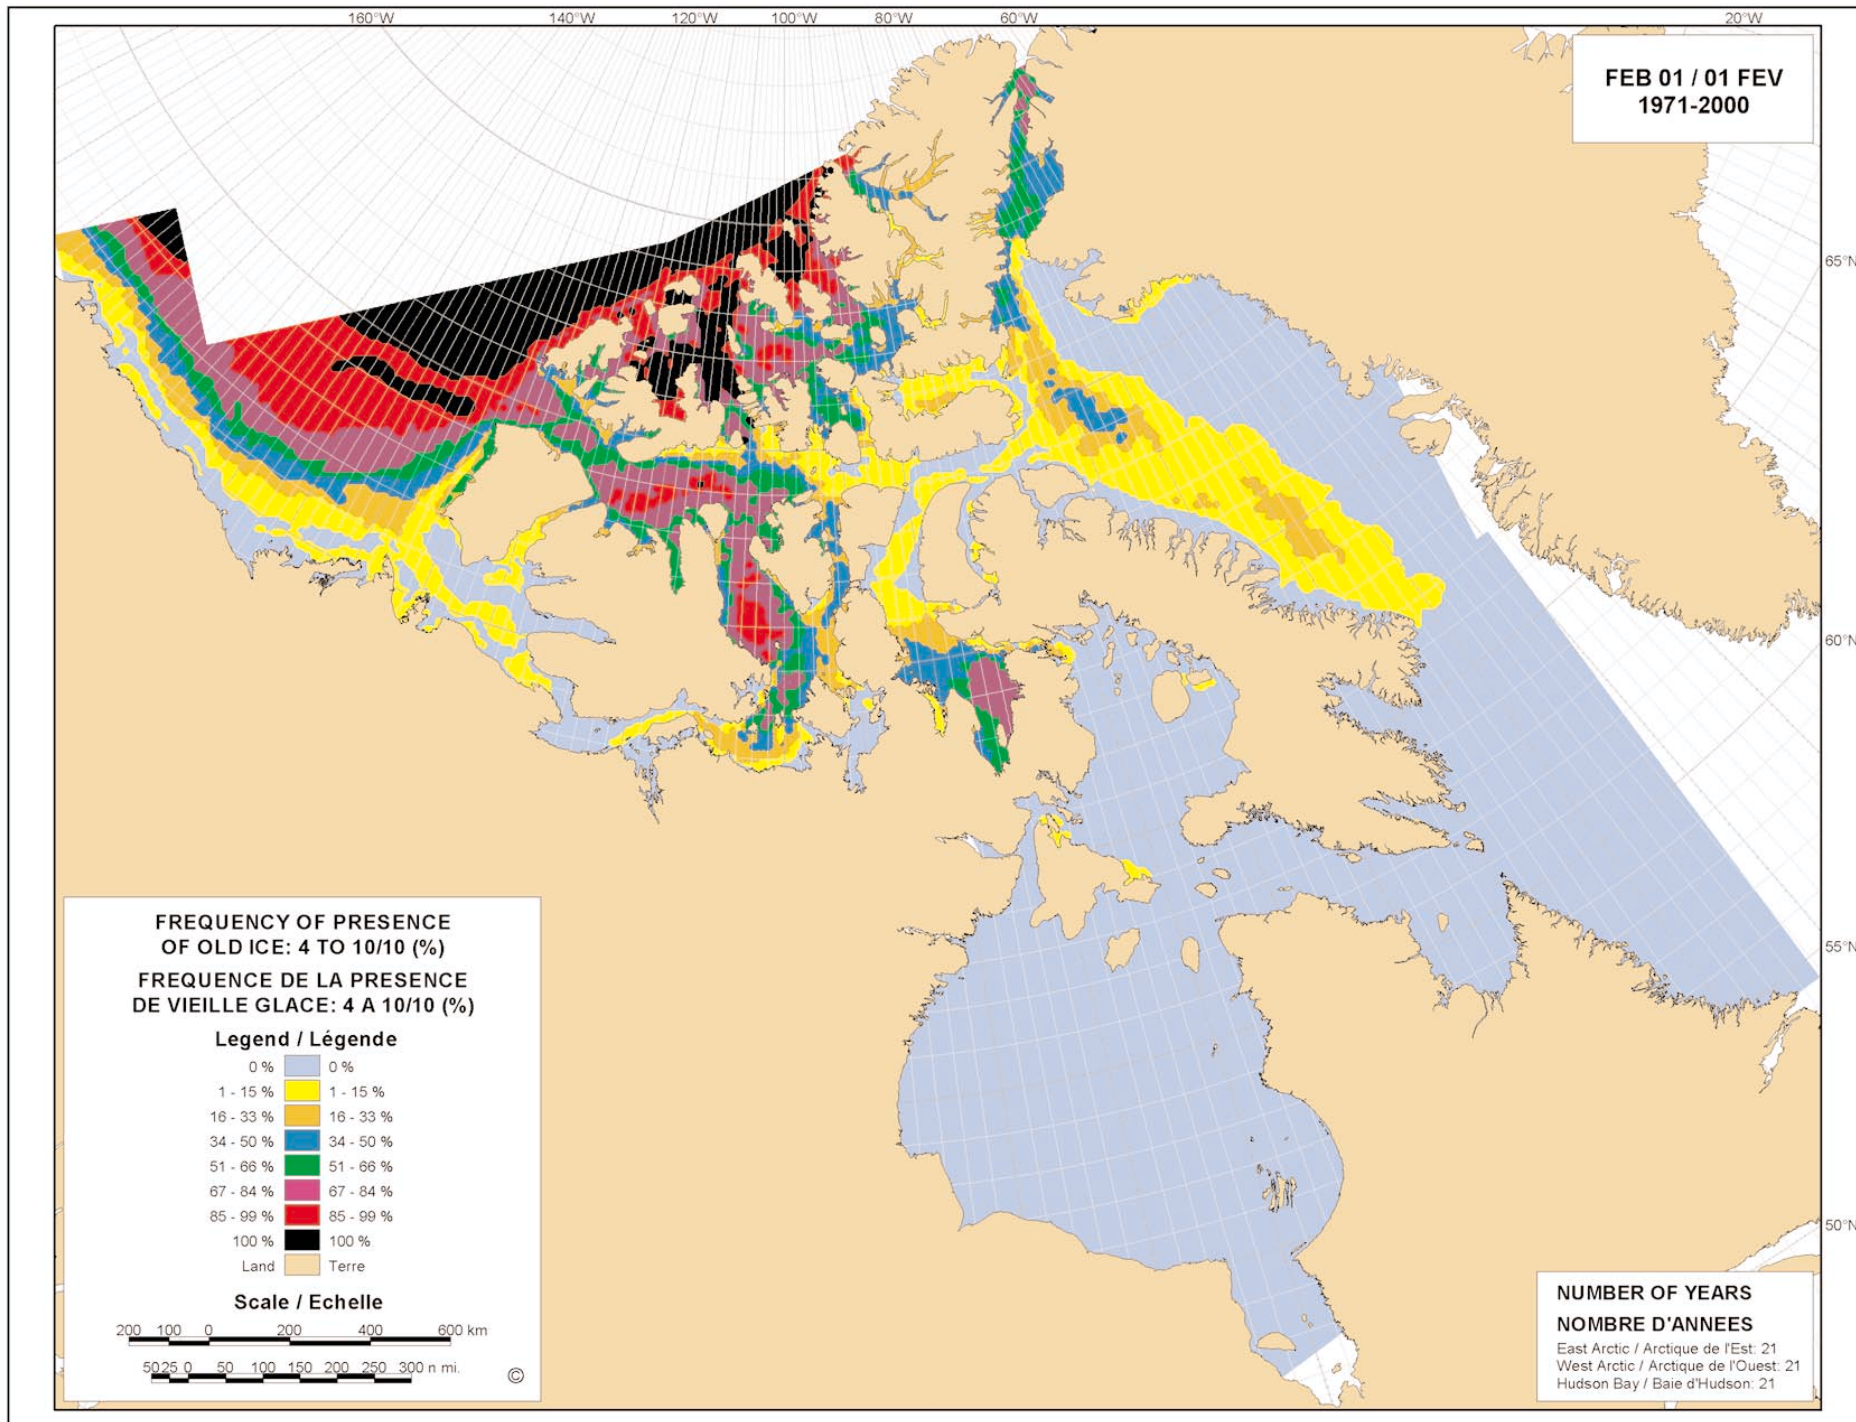 160°W 140°W 120°W 100°W 80°W 60°W 20°W
FEB 01 / 01 FEV
1971-2000
65°N
60°N
55°N
50°N
FREQUENCY OF PRESENCE
OF OLD ICE: 4 TO 10/10 (%)
FREQUENCE DE LA PRESENCE
DE VIEILLE GLACE: 4 A 10/10 (%)
Legend / Légende
0 % 0 %
1 - 15 % 1 - 15 %
16 - 33 % 16 - 33 %
34 - 50 % 34 - 50 %
51 - 66 % 51 - 66 %
67 - 84 % 67 - 84 %
85 - 99 % 85 - 99 %
100 % 100 %
Land Terre
Scale / Echelle
200 100 0 200 400 600 km
50 25 0 50 100 150 200 250 300 n mi.
©
NUMBER OF YEARS
NOMBRE D'ANNEES
East Arctic / Arctique de l'Est: 21
West Arctic / Arctique de l'Ouest: 21
Hudson Bay / Baie d'Hudson: 21